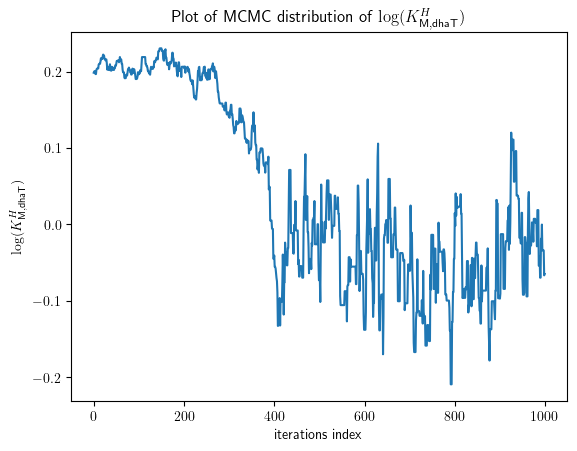 Plot of MCMC distribution of log(K^H_{M,dhaT})
log(K^H_{M,dhaT})
0.2
0.1
0.0
−0.1
−0.2
0 200 400 600 800 1000
iterations index